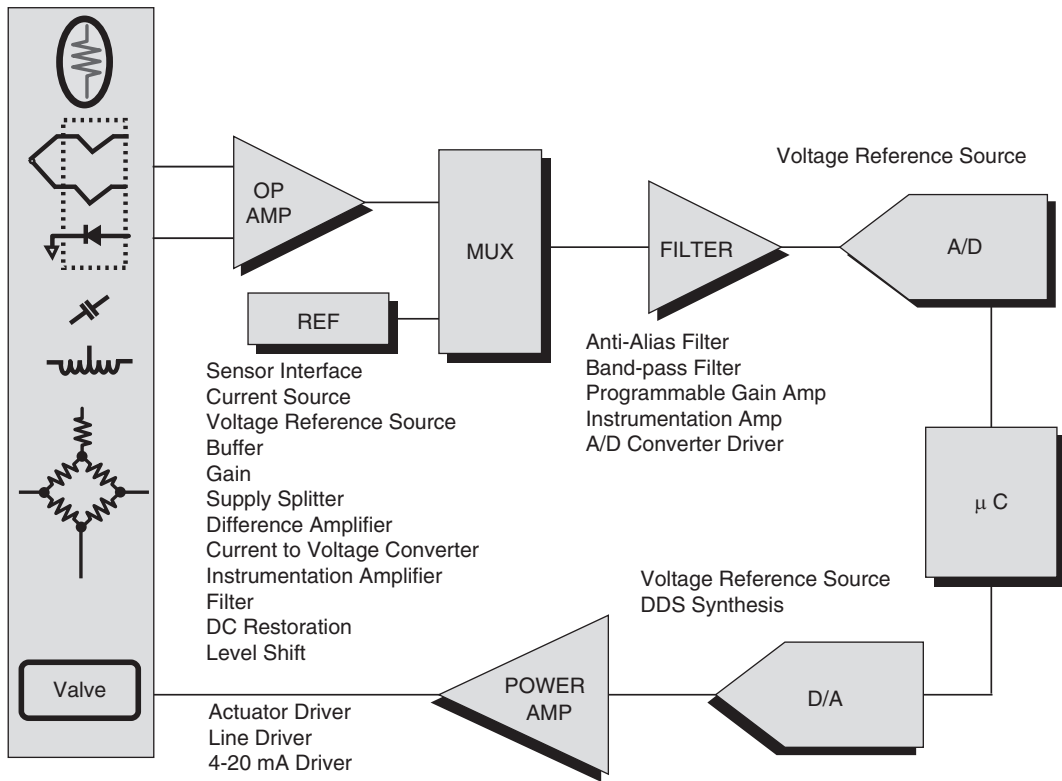 OP
AMP
MUX
REF
Sensor Interface
Current Source
Voltage Reference Source
Buffer
Gain
Supply Splitter
Difference Amplifier
Current to Voltage Converter
Instrumentation Amplifier
Filter
DC Restoration
Level Shift
FILTER
Anti-Alias Filter
Band-pass Filter
Programmable Gain Amp
Instrumentation Amp
A/D Converter Driver
Voltage Reference Source
A/D
μ C
Voltage Reference Source
DDS Synthesis
D/A
POWER
AMP
Actuator Driver
Line Driver
4-20 mA Driver
Valve